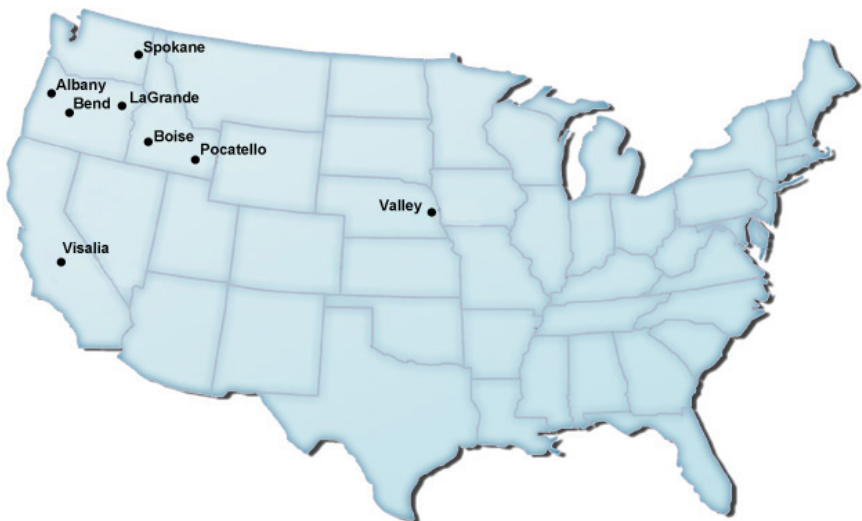 Spokane
Albany
LaGrande
Bend
Boise
Pocatello
Valley
Visalia